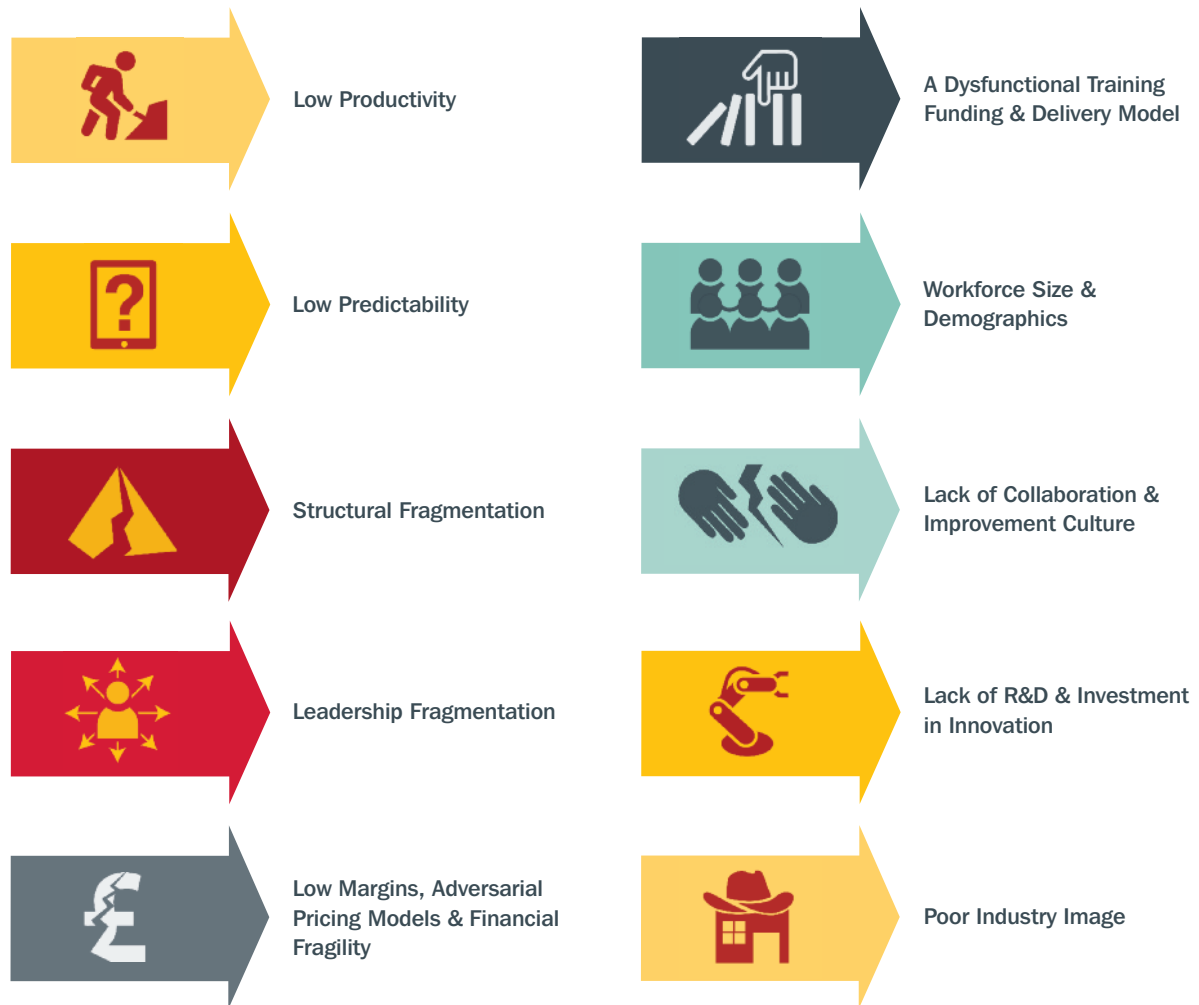 Low Productivity
Low Predictability
Structural Fragmentation
Leadership Fragmentation
Low Margins, Adversarial
Pricing Models & Financial
Fragility
A Dysfunctional Training
Funding & Delivery Model
Workforce Size &
Demographics
Lack of Collaboration &
Improvement Culture
Lack of R&D & Investment
in Innovation
Poor Industry Image